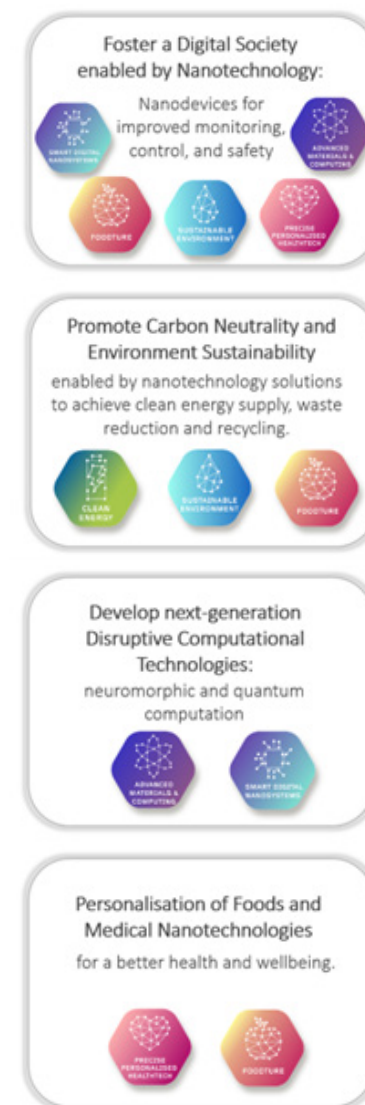 Foster a Digital Society
enabled by Nanotechnology:
Nanodevices for
improved monitoring,
control, and safety
SMART DIGITAL
NANOSYSTEMS
ADVANCED
MATERIALS &
COMPUTING
FOODTURE
SUSTAINABLE
ENVIRONMENT
PRECISE
PERSONALISED
HEALTHTECH
Promote Carbon Neutrality and
Environment Sustainability
enabled by nanotechnology solutions
to achieve clean energy supply, waste
reduction and recycling.
CLEAN
ENERGY
SUSTAINABLE
ENVIRONMENT
FOODTURE
Develop next-generation
Disruptive Computational
Technologies:
neuromorphic and quantum
computation
ADVANCED
MATERIALS &
COMPUTING
SMART DIGITAL
NANOSYSTEMS
Personalisation of Foods and
Medical Nanotechnologies
for a better health and wellbeing.
PRECISE
PERSONALISED
HEALTHTECH
FOODTURE